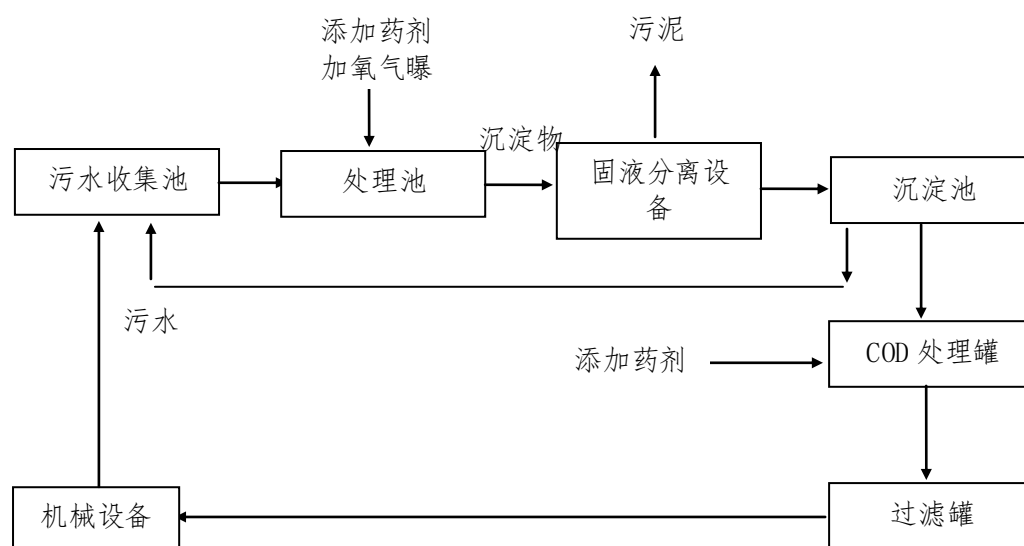 添加药剂
加氧气曝
污泥
沉淀物
污水收集池
处理池
固液分离设
备
沉淀池
污水
添加药剂
COD 处理罐
机械设备
过滤罐